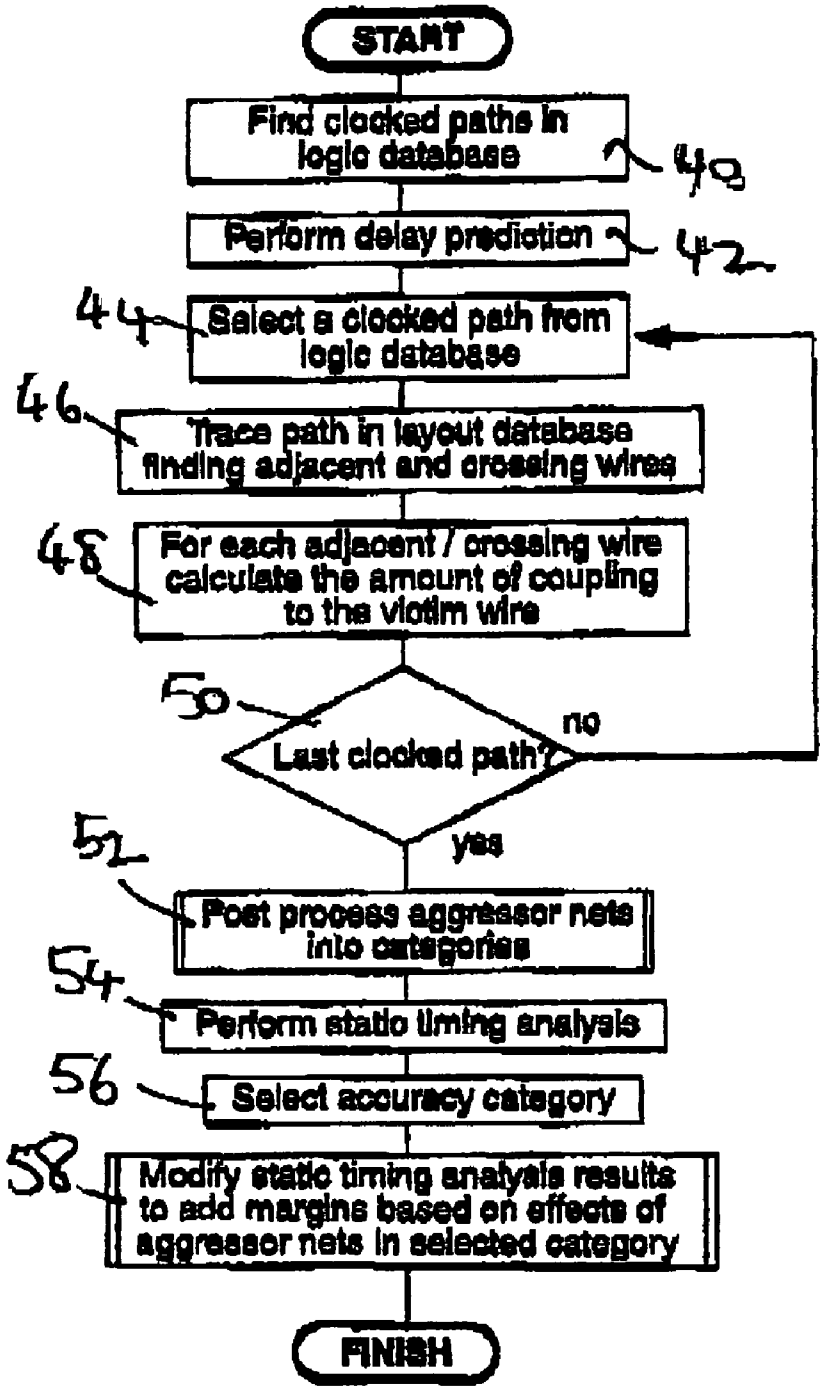 START
Find clocked paths in
logic database
40
Perform delay prediction
42
44
Select a clocked path from
logic database
46
Trace path in layout database
finding adjacent and crossing wires
48
For each adjacent / crossing wire
calculate the amount of coupling
to the victim wire
50
Last clocked path?
no
yes
52
Post process aggressor nets
into categories
54
Perform static timing analysis
56
Select accuracy category
58
Modify static timing analysis results
to add margins based on effects of
aggressor nets in selected category
FINISH